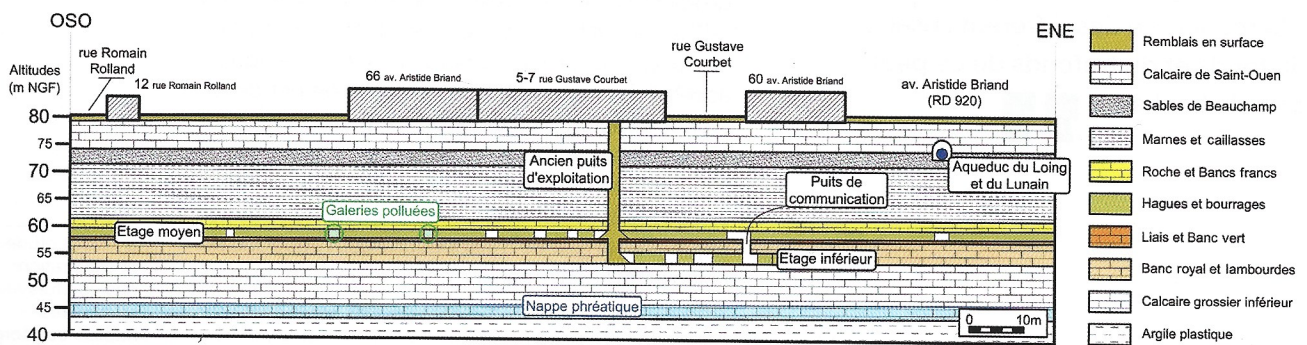 OSO
ENE
rue Romain
Rolland
rue Gustave
Courbet
Altitudes
(m NGF)
12 rue Romain Rolland
66 av. Aristide Briand
5-7 rue Gustave Courbet
60 av. Aristide Briand
av. Aristide Briand
(RD 920)
80
75
70
65
60
55
50
45
40
Ancien puits
d'exploitation
Aqueduc du Loing
et du Lunain
Puits de
communication
Galeries polluées
Etage moyen
Etage inférieur
Nappe phréatique
0 10m
Remblais en surface
Calcaire de Saint-Ouen
Sables de Beauchamp
Marnes et caillasses
Roche et Bancs francs
Hagues et bourrages
Liais et Banc vert
Banc royal et lambourdes
Calcaire grossier inférieur
Argile plastique